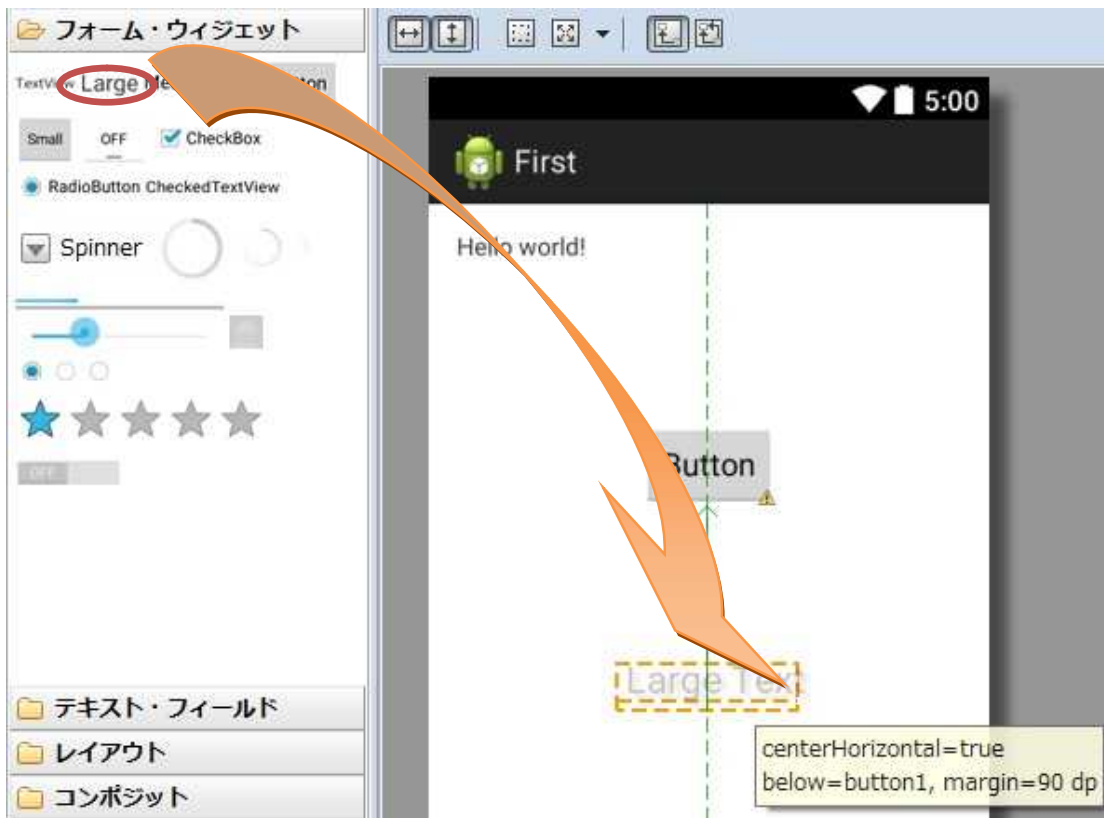 フォーム・ウィジェット
TextView Large
Small OFF CheckBox
RadioButton CheckedTextView
Spinner
OFF
テキスト・フィールド
レイアウト
コンポジット
5:00
First
Hello world!
Button
Large Text
centerHorizontal=true
below=button1, margin=90 dp